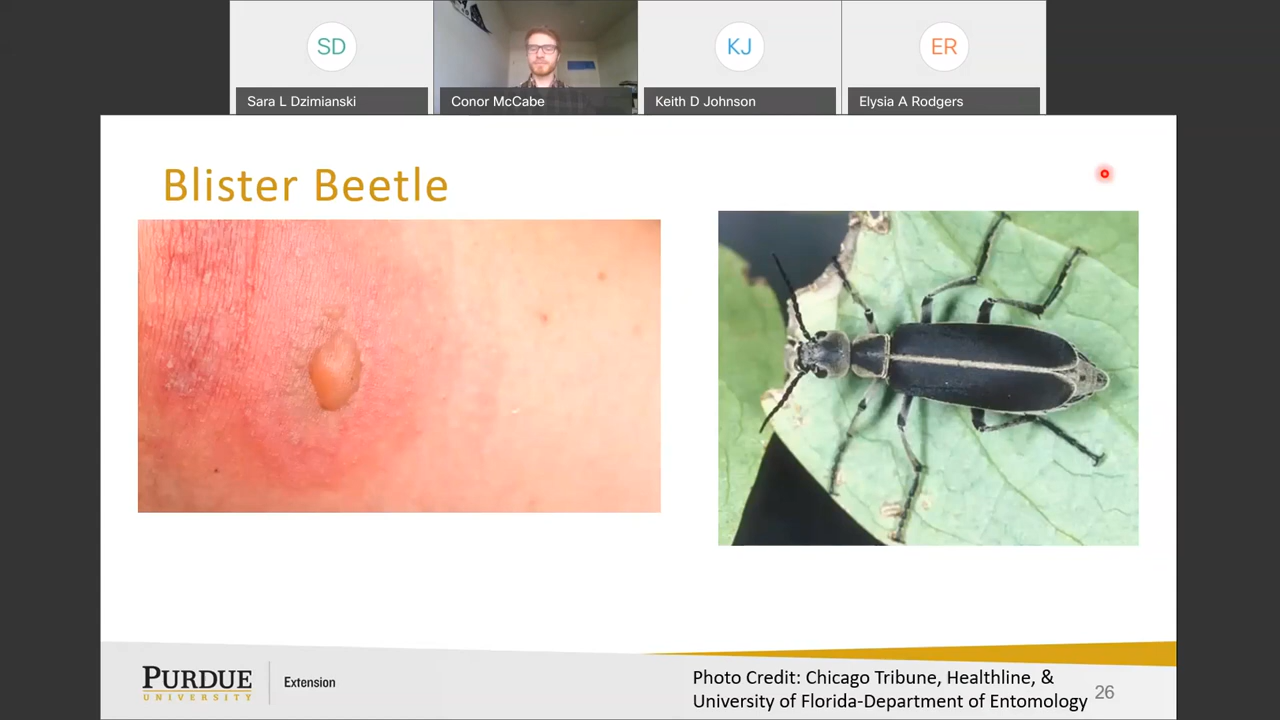 SD
KJ
ER
Sara L Dzimianski
Conor McCabe
Keith D Johnson
Elysia A Rodgers
Blister Beetle
PURDUE
UNIVERSITY
Extension
Photo Credit: Chicago Tribune, Healthline, &
University of Florida-Department of Entomology
26